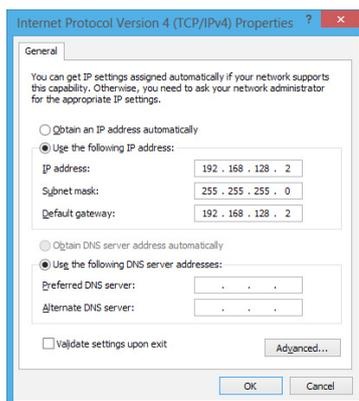 Internet Protocol Version 4 (TCP/IPv4) Properties ? ×
General
You can get IP settings assigned automatically if your network supports
this capability. Otherwise, you need to ask your network administrator
for the appropriate IP settings.
Obtain an IP address automatically
Use the following IP address:
IP address: 192 . 168 . 128 . 2
Subnet mask: 255 . 255 . 255 . 0
Default gateway: 192 . 168 . 128 . 2
Obtain DNS server address automatically
Use the following DNS server addresses:
Preferred DNS server: . . .
Alternate DNS server: . . .
Validate settings upon exit
Advanced...
OK Cancel